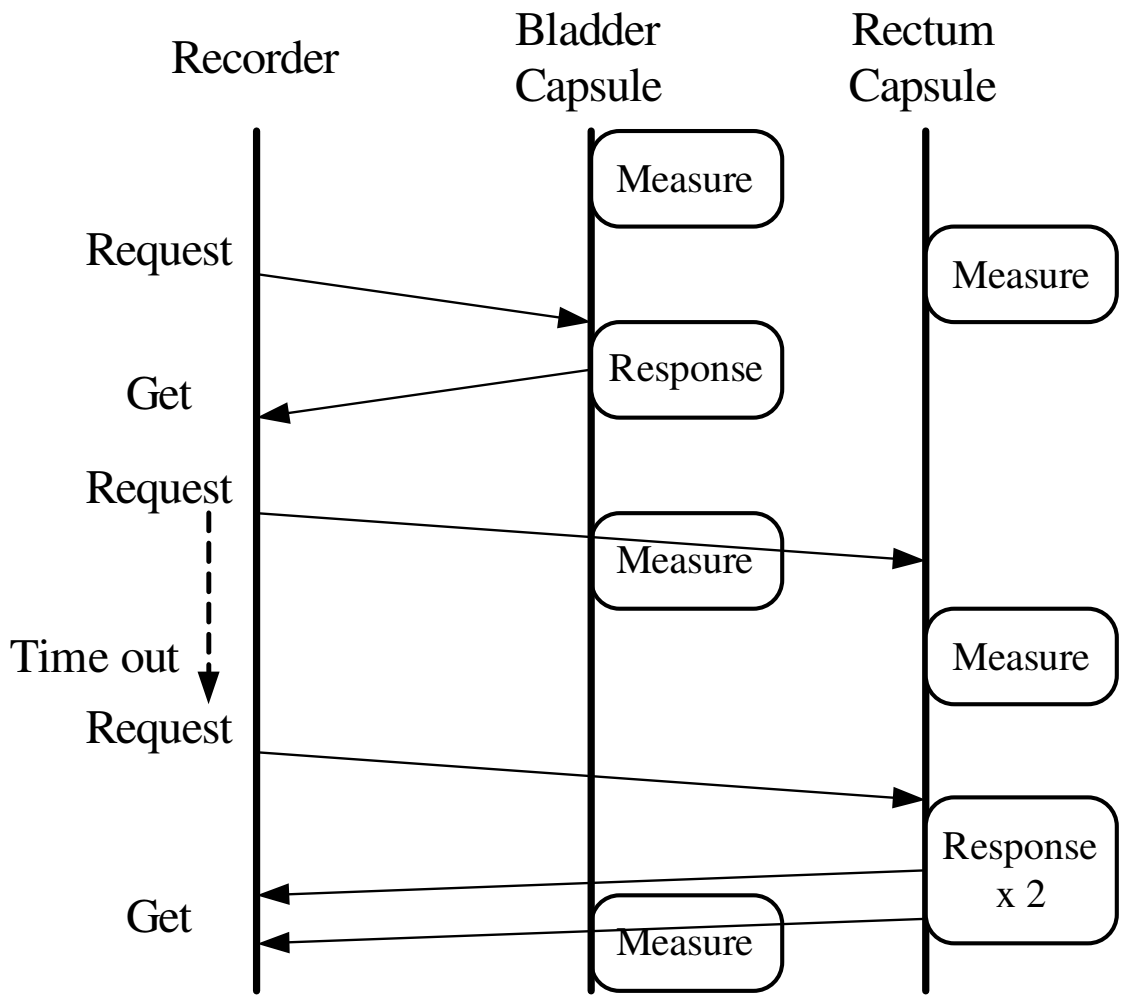 Recorder
Bladder
Capsule
Rectum
Capsule
Measure
Request
Measure
Response
Get
Request
Measure
Time out
Measure
Request
Response
x 2
Get
Measure